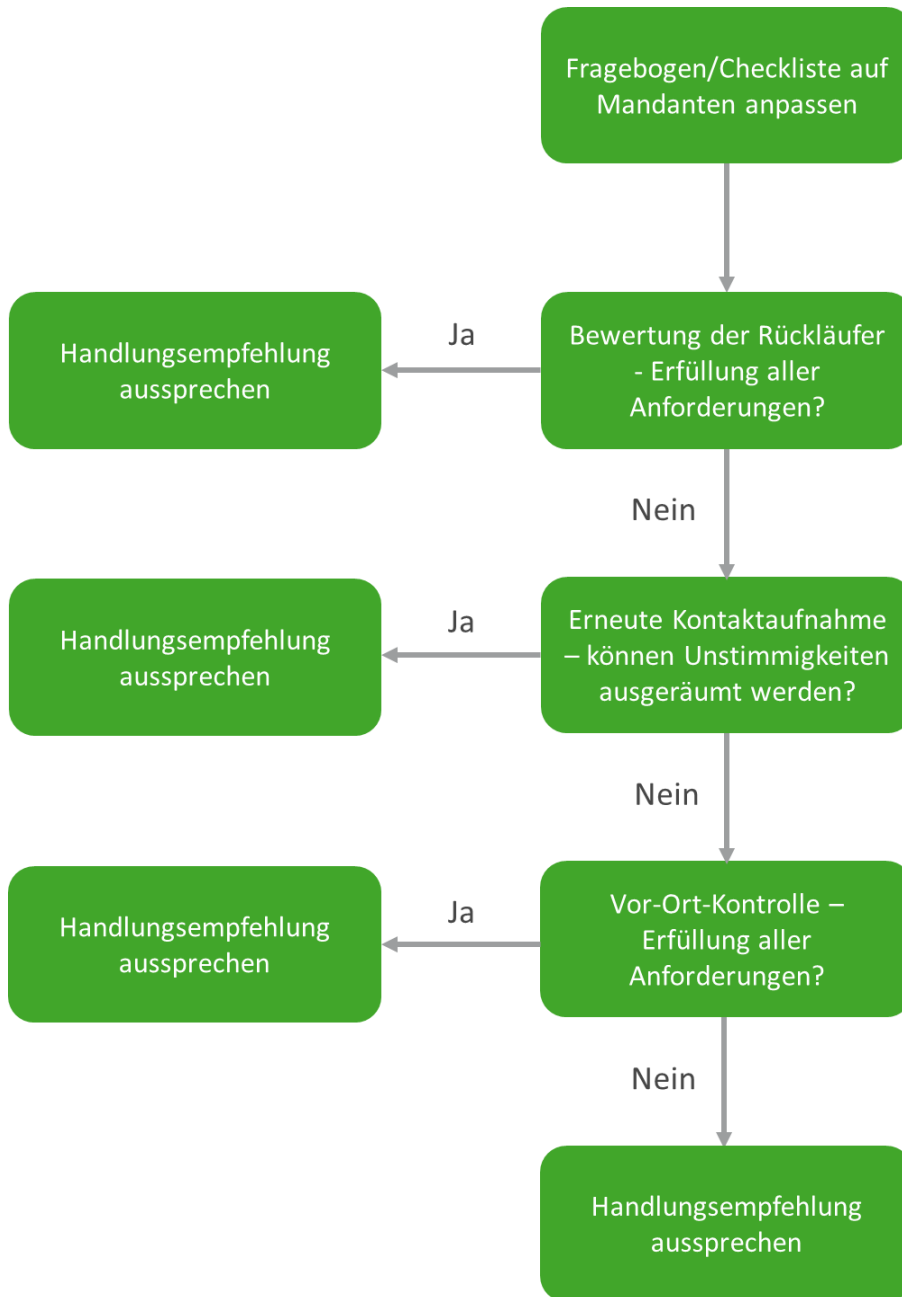 Fragebogen/Checkliste auf
Mandanten anpassen
Handlungsempfehlung
aussprechen
Ja
Bewertung der Rückläufer
- Erfüllung aller
Anforderungen?
Nein
Handlungsempfehlung
aussprechen
Ja
Erneute Kontaktaufnahme
– können Unstimmigkeiten
ausgeräumt werden?
Nein
Handlungsempfehlung
aussprechen
Ja
Vor-Ort-Kontrolle –
Erfüllung aller
Anforderungen?
Nein
Handlungsempfehlung
aussprechen